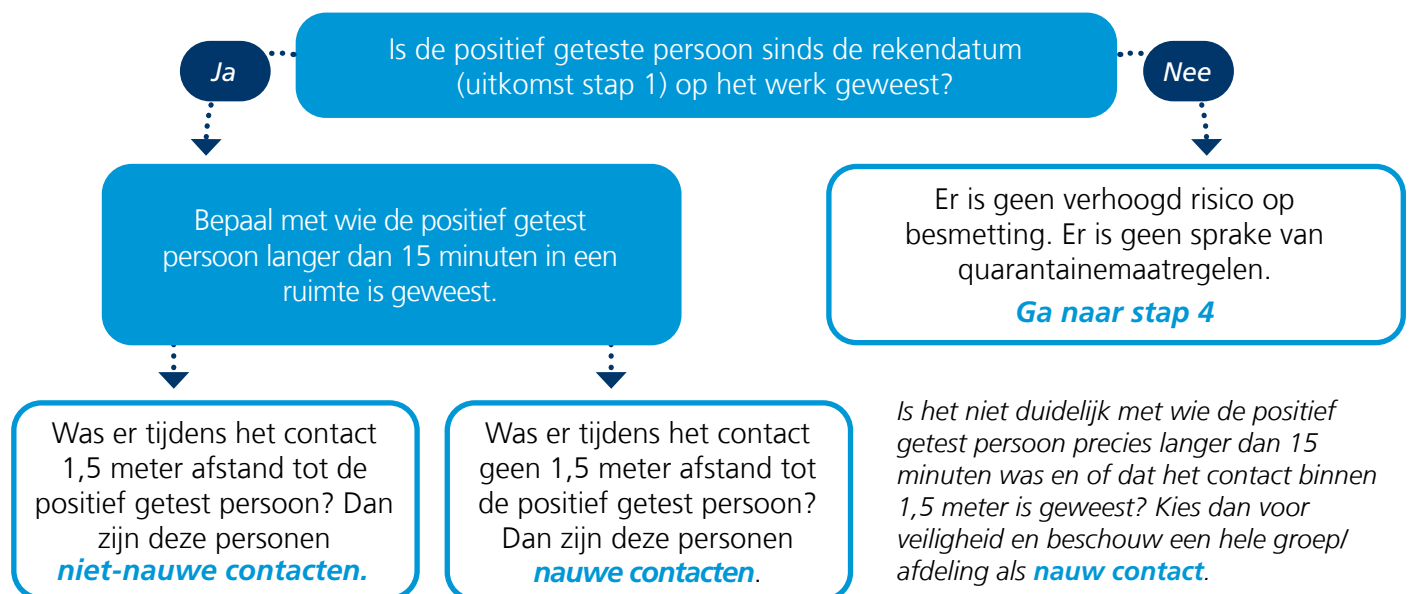 Is de positief geteste persoon sinds de rekendatum
(uitkomst stap 1) op het werk geweest?
Ja
Nee
Bepaal met wie de positief getest
persoon langer dan 15 minuten in een
ruimte is geweest.
Er is geen verhoogd risico op
besmetting. Er is geen sprake van
quarantainemaatregelen.
Ga naar stap 4
Was er tijdens het contact
1,5 meter afstand tot de
positief getest persoon? Dan
zijn deze personen
niet-nauwe contacten.
Was er tijdens het contact
geen 1,5 meter afstand tot
de positief getest persoon?
Dan zijn deze personen
nauwe contacten.
Is het niet duidelijk met wie de positief
getest persoon precies langer dan 15
minuten was en of dat het contact binnen
1,5 meter is geweest? Kies dan voor
veiligheid en beschouw een hele groep/
afdeling als nauw contact.